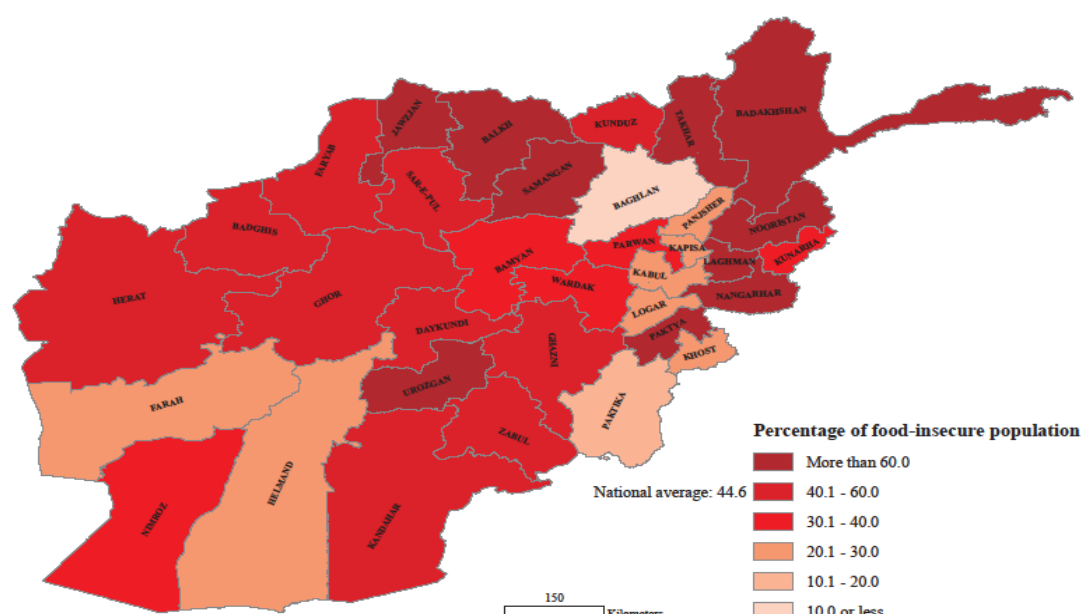 JAWZJAN
BALKH
KUNDUZ
TAKHAR
BADAKHSHAN
FARYAB
SAR-E-PUL
SAMANGAN
BAGHLAN
PANJSHER
NOORISTAN
BADGHIS
BAMYAN
PARWAN
KAPISA
LAGHMAN
KUNARHA
HERAT
GHOR
WARDAK
KABUL
NANGARHAR
DAYKUNDI
GHAZNI
LOGAR
PAKTYA
KHOST
UROZGAN
FARAH
PAKTIKA
ZABUL
HELMAND
NIMROZ
KANDAHAR
Percentage of food-insecure population
More than 60.0
National average: 44.6
40.1 - 60.0
30.1 - 40.0
20.1 - 30.0
10.1 - 20.0
10.0 or less
150
Kilometers